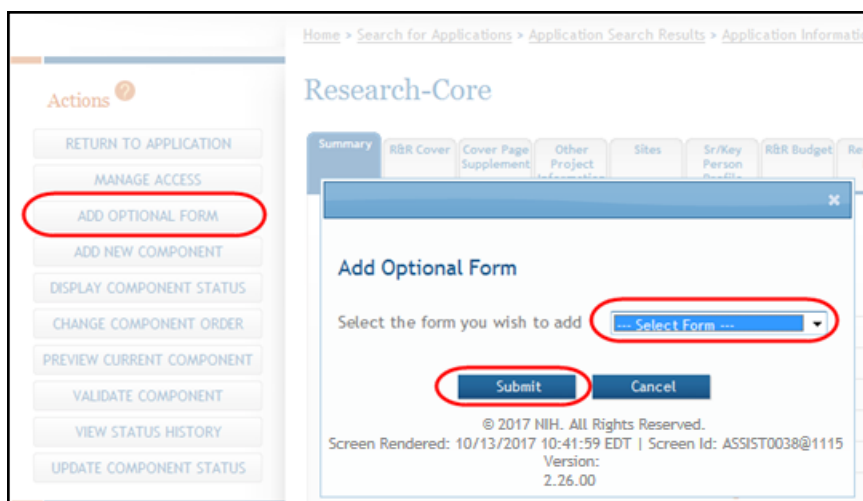 Home > Search for Applications > Application Search Results > Application Informati
Actions ?
Research-Core
RETURN TO APPLICATION
MANAGE ACCESS
ADD OPTIONAL FORM
ADD NEW COMPONENT
DISPLAY COMPONENT STATUS
CHANGE COMPONENT ORDER
PREVIEW CURRENT COMPONENT
VALIDATE COMPONENT
VIEW STATUS HISTORY
UPDATE COMPONENT STATUS
Summary
R&R Cover
Cover Page
Supplement
Other
Project
Information
Sites
Sr/Key
Person
Profile
R&R Budget
Re
×
Add Optional Form
Select the form you wish to add
--- Select Form ---
Submit
Cancel
© 2017 NIH. All Rights Reserved.
Screen Rendered: 10/13/2017 10:41:59 EDT | Screen Id: ASSIST0038@1115
Version:
2.26.00